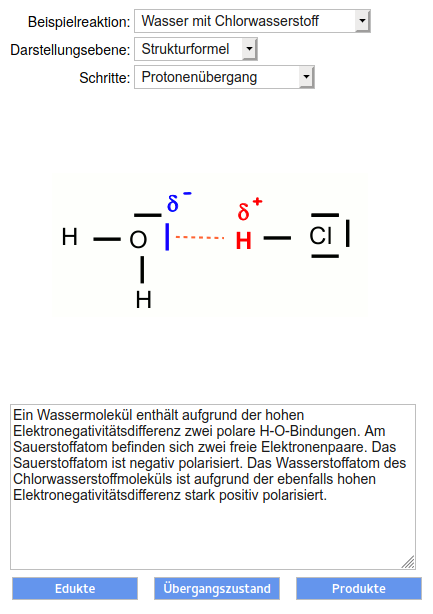 Beispielreaktion: Wasser mit Chlorwasserstoff
Darstellungsebene: Strukturformel
Schritte: Protonenübergang
δ⁻
δ⁺
H O H Cl
H
Ein Wassermolekül enthält aufgrund der hohen
Elektronegativitätsdifferenz zwei polare H-O-Bindungen. Am
Sauerstoffatom befinden sich zwei freie Elektronenpaare. Das
Sauerstoffatom ist negativ polarisiert. Das Wasserstoffatom des
Chlorwasserstoffmoleküls ist aufgrund der ebenfalls hohen
Elektronegativitätsdifferenz stark positiv polarisiert.
Edukte Übergangszustand Produkte